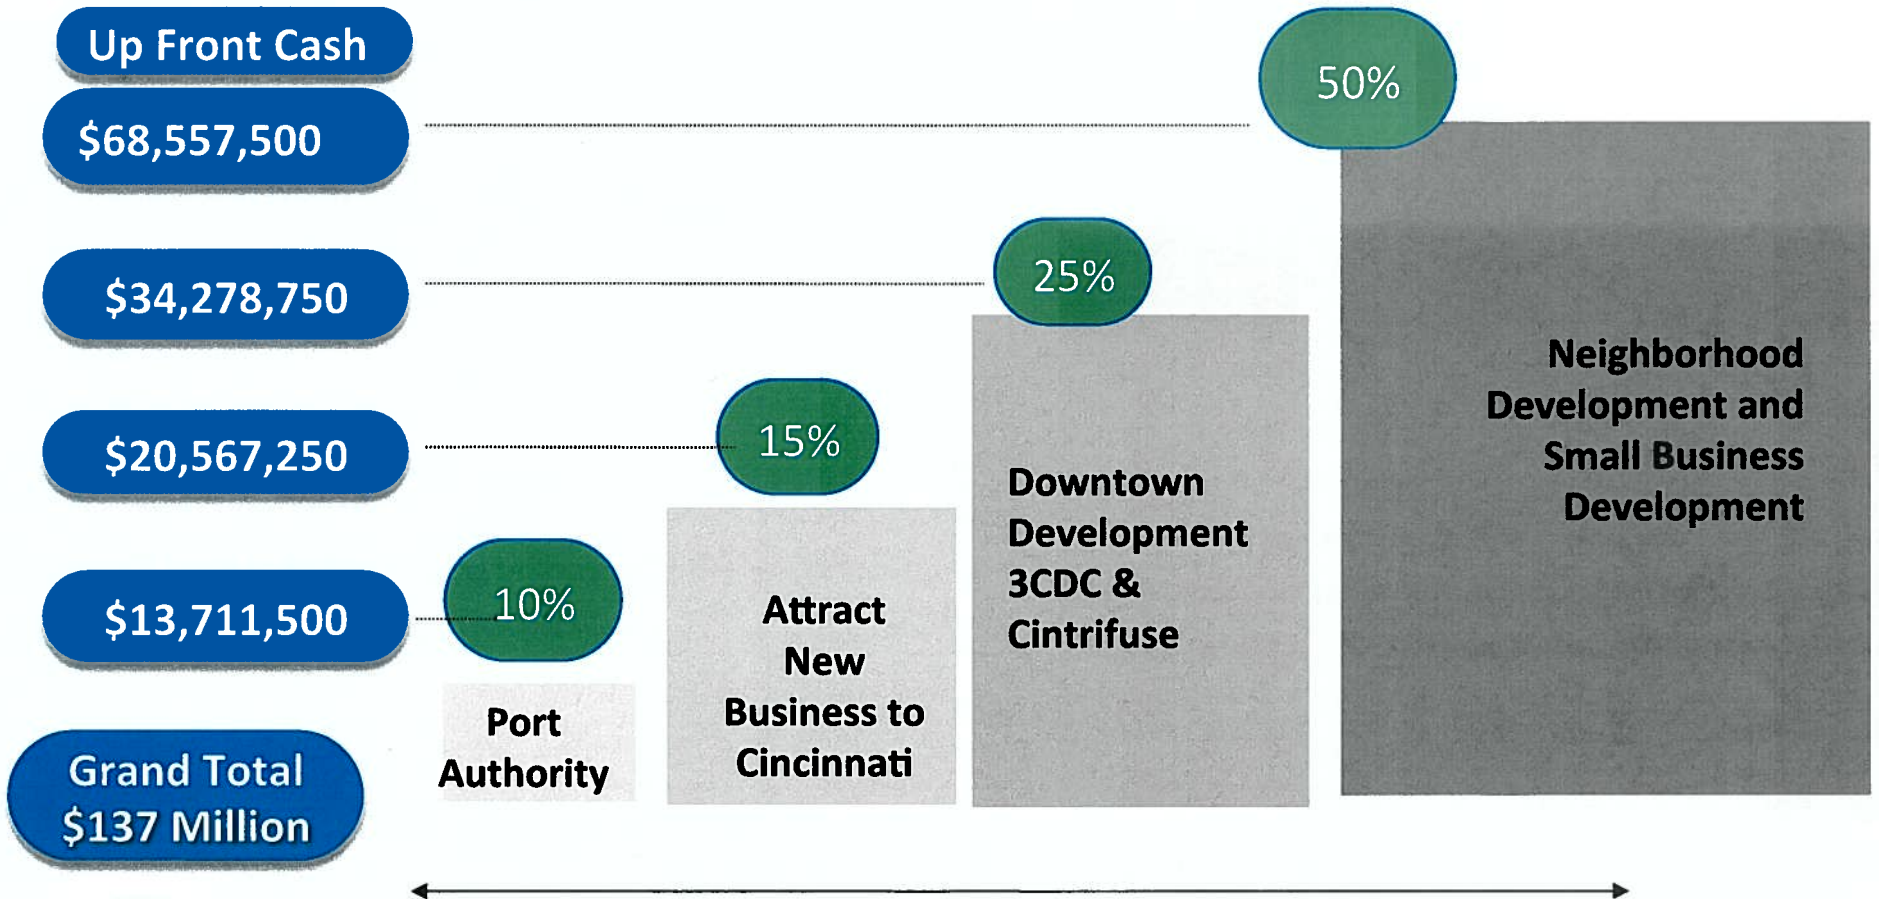 Up Front Cash
$68,557,500
50%
$34,278,750
25%
$20,567,250
15%
$13,711,500
10%
Grand Total
$137 Million
Port
Authority
Attract
New
Business to
Cincinnati
Downtown
Development
3CDC &
Cintrifuse
Neighborhood
Development and
Small Business
Development